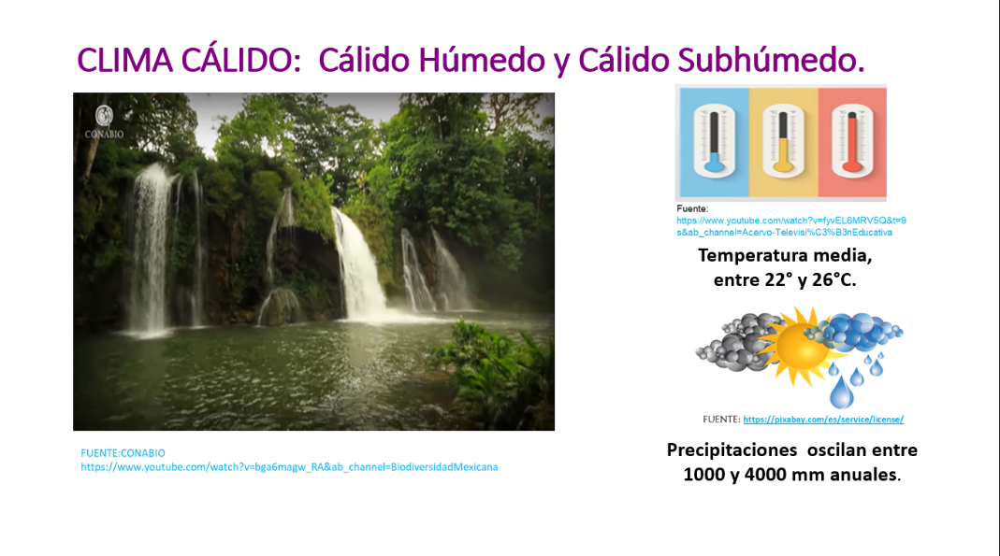 CLIMA CÁLIDO: Cálido Húmedo y Cálido Subhúmedo.
CONABIO
FUENTE:CONABIO
https://www.youtube.com/watch?v=bga6magw_RA&ab_channel=BiodiversidadMexicana
Fuente:
https://www.youtube.com/watch?v=fyvEL6MRV5Q&t=9
s&ab_channel=Acervo-Televisi%C3%B3nEducativa
Temperatura media,
entre 22° y 26°C.
FUENTE: https://pixabay.com/es/service/license/
Precipitaciones oscilan entre
1000 y 4000 mm anuales.